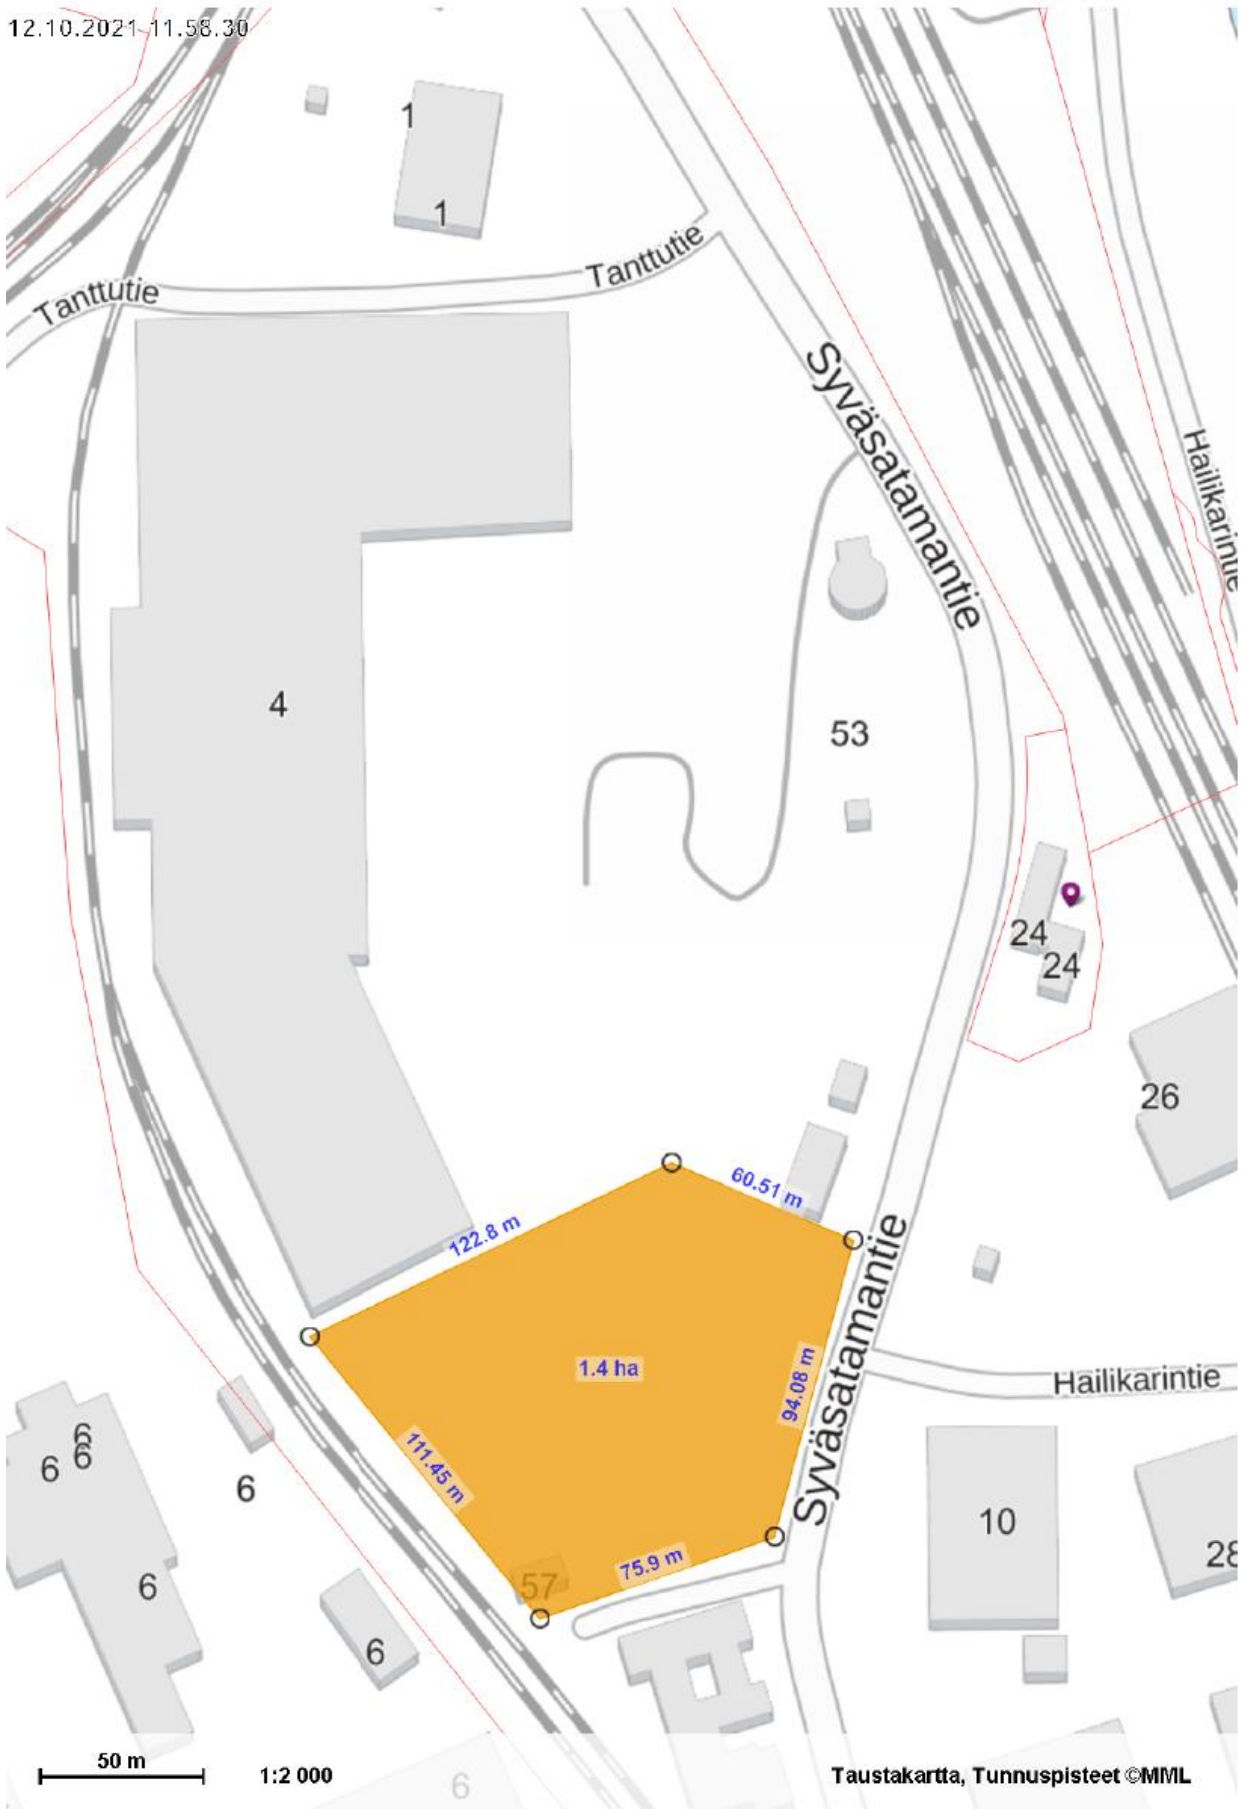 12.10.2021 11.58.30
1
1
Tanttutie
Tanttutie
Syväsatamantie
Hailikarintie
4
53
24
24
26
60.51 m
122.8 m
1.4 ha
94.08 m
Syväsatamantie
Hailikarintie
6
6
6
6
111.45 m
10
28
75.9 m
57
6
6
50 m
1:2 000
6
Taustakartta, Tunnuspisteet ©MML